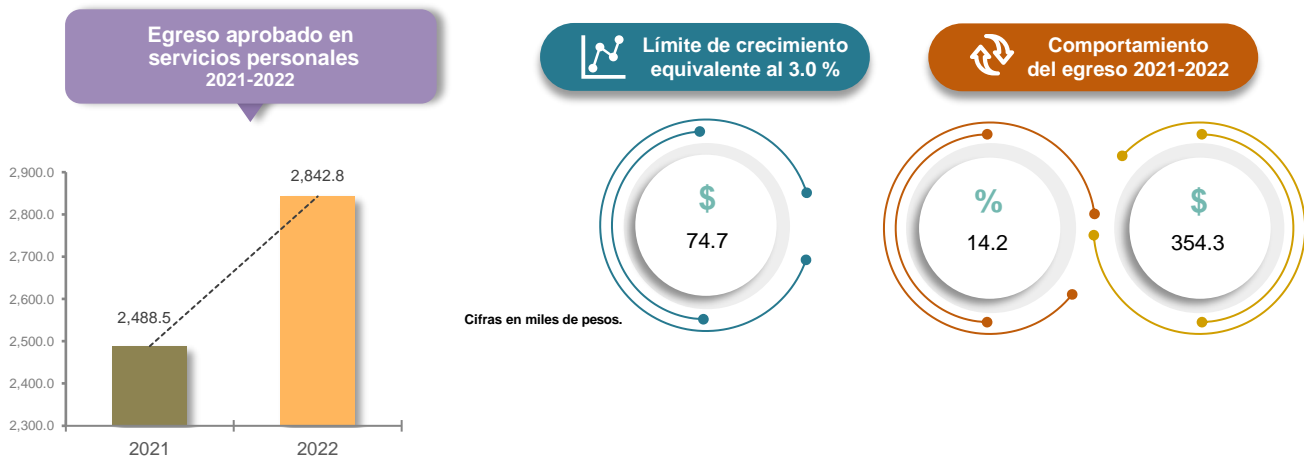 Egreso aprobado en
servicios personales
2021-2022
Límite de crecimiento
equivalente al 3.0 %
Comportamiento
del egreso 2021-2022
2,900.0
2,800.0
2,700.0
2,600.0
2,500.0
2,400.0
2,300.0
2,488.5
2,842.8
2021
2022
$
74.7
%
14.2
$
354.3
Cifras en miles de pesos.